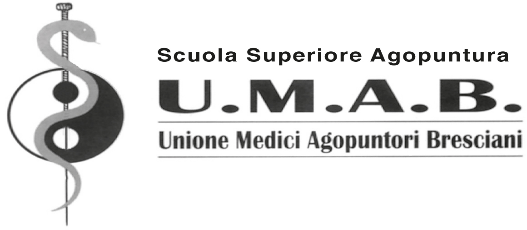 Scuola Superiore Agopuntura
U.M.A.B.
Unione Medici Agopuntori Bresciani